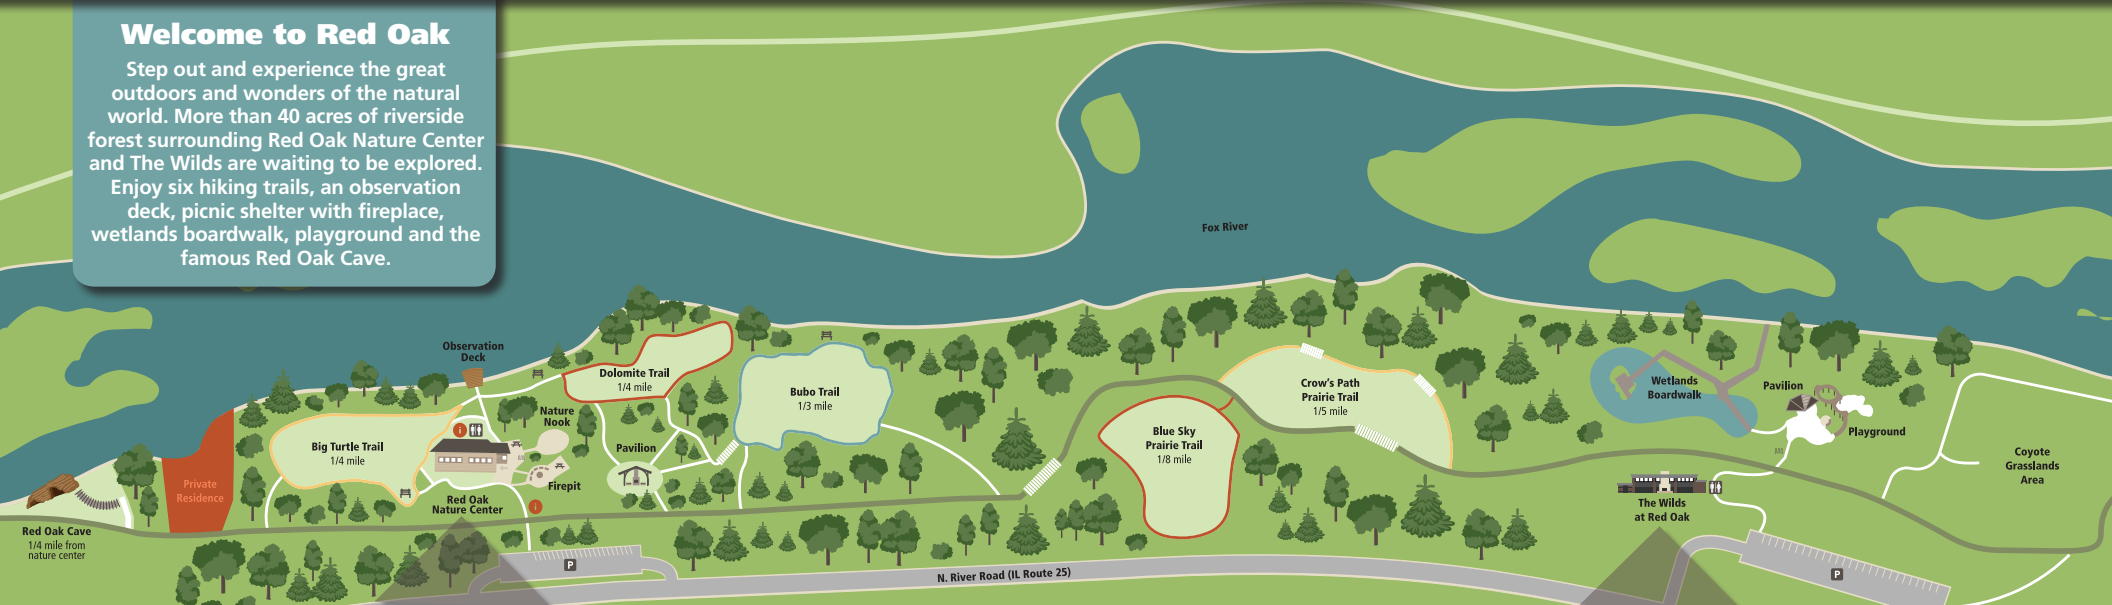 Welcome to Red Oak
Step out and experience the great
outdoors and wonders of the natural
world. More than 40 acres of riverside
forest surrounding Red Oak Nature Center
and The Wilds are waiting to be explored.
Enjoy six hiking trails, an observation
deck, picnic shelter with fireplace,
wetlands boardwalk, playground and the
famous Red Oak Cave.
Fox River
Observation
Deck
Dolomite Trail
1/4 mile
Bubo Trail
1/3 mile
Crow's Path
Prairie Trail
1/5 mile
Wetlands
Boardwalk
Pavilion
Playground
Nature
Nook
Big Turtle Trail
1/4 mile
i
Pavilion
Blue Sky
Prairie Trail
1/8 mile
Coyote
Grasslands
Area
Private
Residence
Firepit
Red Oak
Nature Center
i
The Wilds
at Red Oak
Red Oak Cave
1/4 mile from
nature center
P
N. River Road (IL Route 25)
P